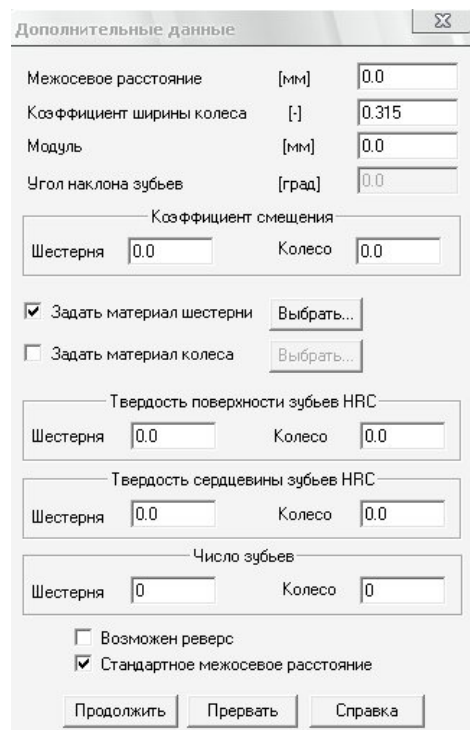 Дополнительные данные
Межосевое расстояние [мм] 0.0
Коэффициент ширины колеса [-] 0.315
Модуль [мм] 0.0
Угол наклона зубьев [град] 0.0
Коэффициент смещения
Шестерня 0.0 Колесо 0.0
Задать материал шестерни Выбрать...
Задать материал колеса Выбрать...
Твердость поверхности зубьев HRC
Шестерня 0.0 Колесо 0.0
Твердость сердцевины зубьев HRC
Шестерня 0.0 Колесо 0.0
Число зубьев
Шестерня 0 Колесо 0
Возможен реверс
Стандартное межосевое расстояние
Продолжить Прервать Справка